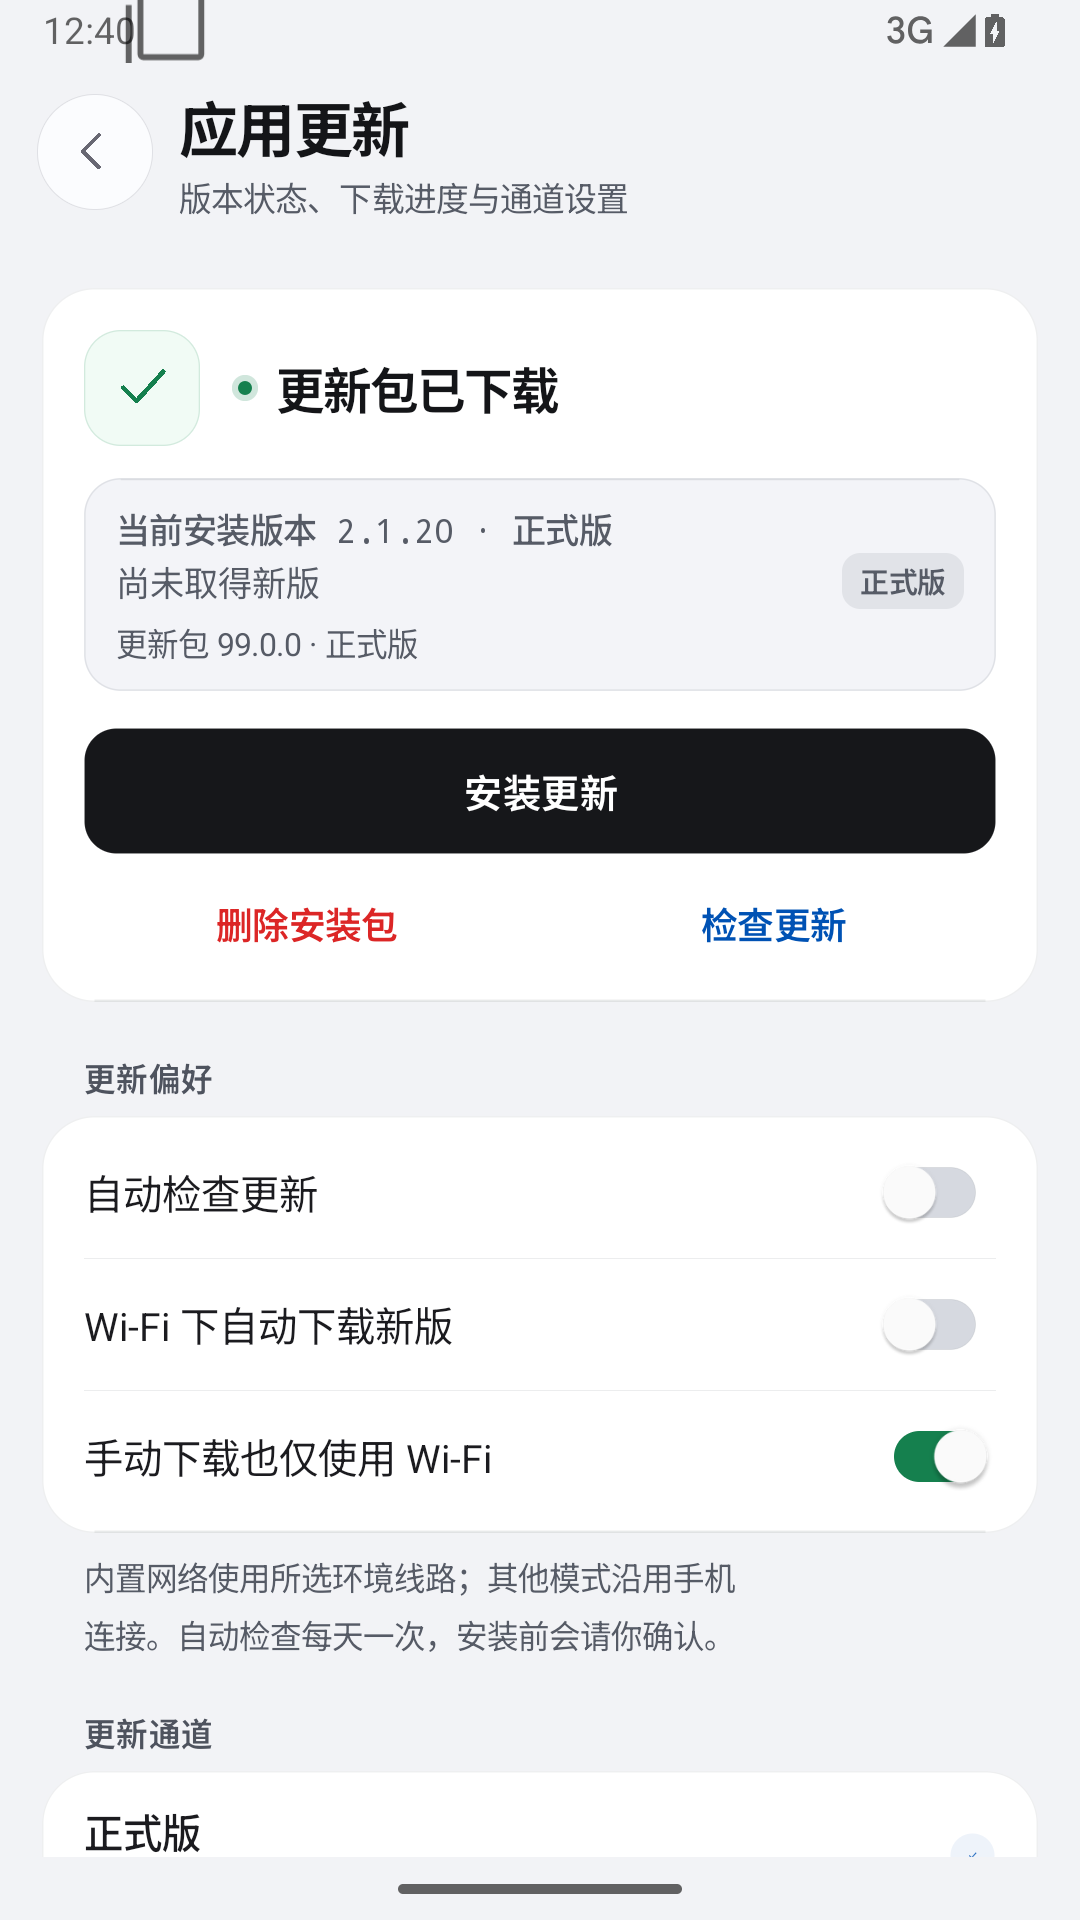 12:40
3G
应用更新
版本状态、下载进度与通道设置
更新包已下载
当前安装版本 2.1.20 · 正式版
尚未取得新版
正式版
更新包 99.0.0 · 正式版
安装更新
删除安装包
检查更新
更新偏好
自动检查更新
Wi-Fi 下自动下载新版
手动下载也仅使用 Wi-Fi
内置网络使用所选环境线路；其他模式沿用手机
连接。自动检查每天一次，安装前会请你确认。
更新通道
正式版